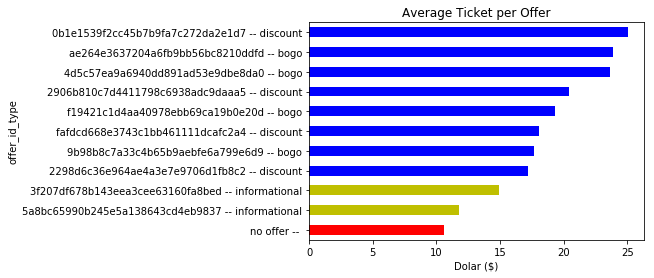 Average Ticket per Offer
offer_id_type
0b1e1539f2cc45b7b9fa7c272da2e1d7 -- discount
ae264e3637204a6fb9bb56bc8210ddfd -- bogo
4d5c57ea9a6940dd891ad53e9dbe8da0 -- bogo
2906b810c7d4411798c6938adc9daaa5 -- discount
f19421c1d4aa40978ebb69ca19b0e20d -- bogo
fafdcd668e3743c1bb461111dcafc2a4 -- discount
9b98b8c7a33c4b65b9aebfe6a799e6d9 -- bogo
2298d6c36e964ae4a3e7e9706d1fb8c2 -- discount
3f207df678b143eea3cee63160fa8bed -- informational
5a8bc65990b245e5a138643cd4eb9837 -- informational
no offer --
0 5 10 15 20 25
Dolar ($)